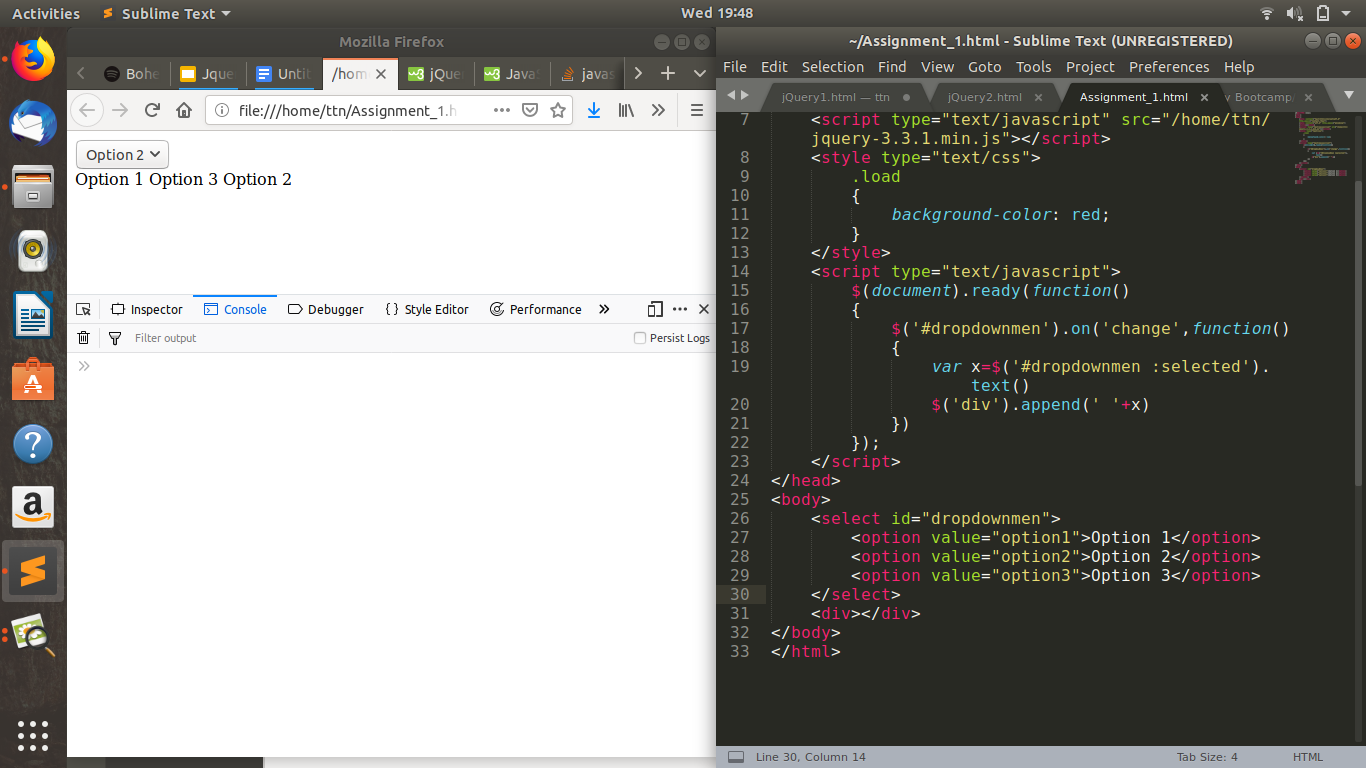 Activities
Sublime Text
Wed 19:48
Mozilla Firefox
Bohe
Jque
Untit
/hom
jQue
Java
javas
file:///home/ttn/Assignment_1.h
Option 2
Option 1 Option 3 Option 2
Inspector
Console
Debugger
{} Style Editor
Performance
Filter output
Persist Logs
~/Assignment_1.html - Sublime Text (UNREGISTERED)
File Edit Selection Find View Goto Tools Project Preferences Help
jQuery1.html — ttn
jQuery2.html
Assignment_1.html
y Bootcamp/
7 <script type="text/javascript" src="/home/ttn/
jquery-3.3.1.min.js"></script>
8 <style type="text/css">
9 .load
10 {
11 background-color: red;
12 }
13 </style>
14 <script type="text/javascript">
15 $(document).ready(function()
16 {
17 $('#dropdownmen').on('change',function()
18 {
19 var x=$('#dropdownmen :selected').
text()
20 $('div').append(' '+x)
21 })
22 });
23 </script>
24 </head>
25 <body>
26 <select id="dropdownmen">
27 <option value="option1">Option 1</option>
28 <option value="option2">Option 2</option>
29 <option value="option3">Option 3</option>
30 </select>
31 <div></div>
32 </body>
33 </html>
Line 30, Column 14
Tab Size: 4
HTML